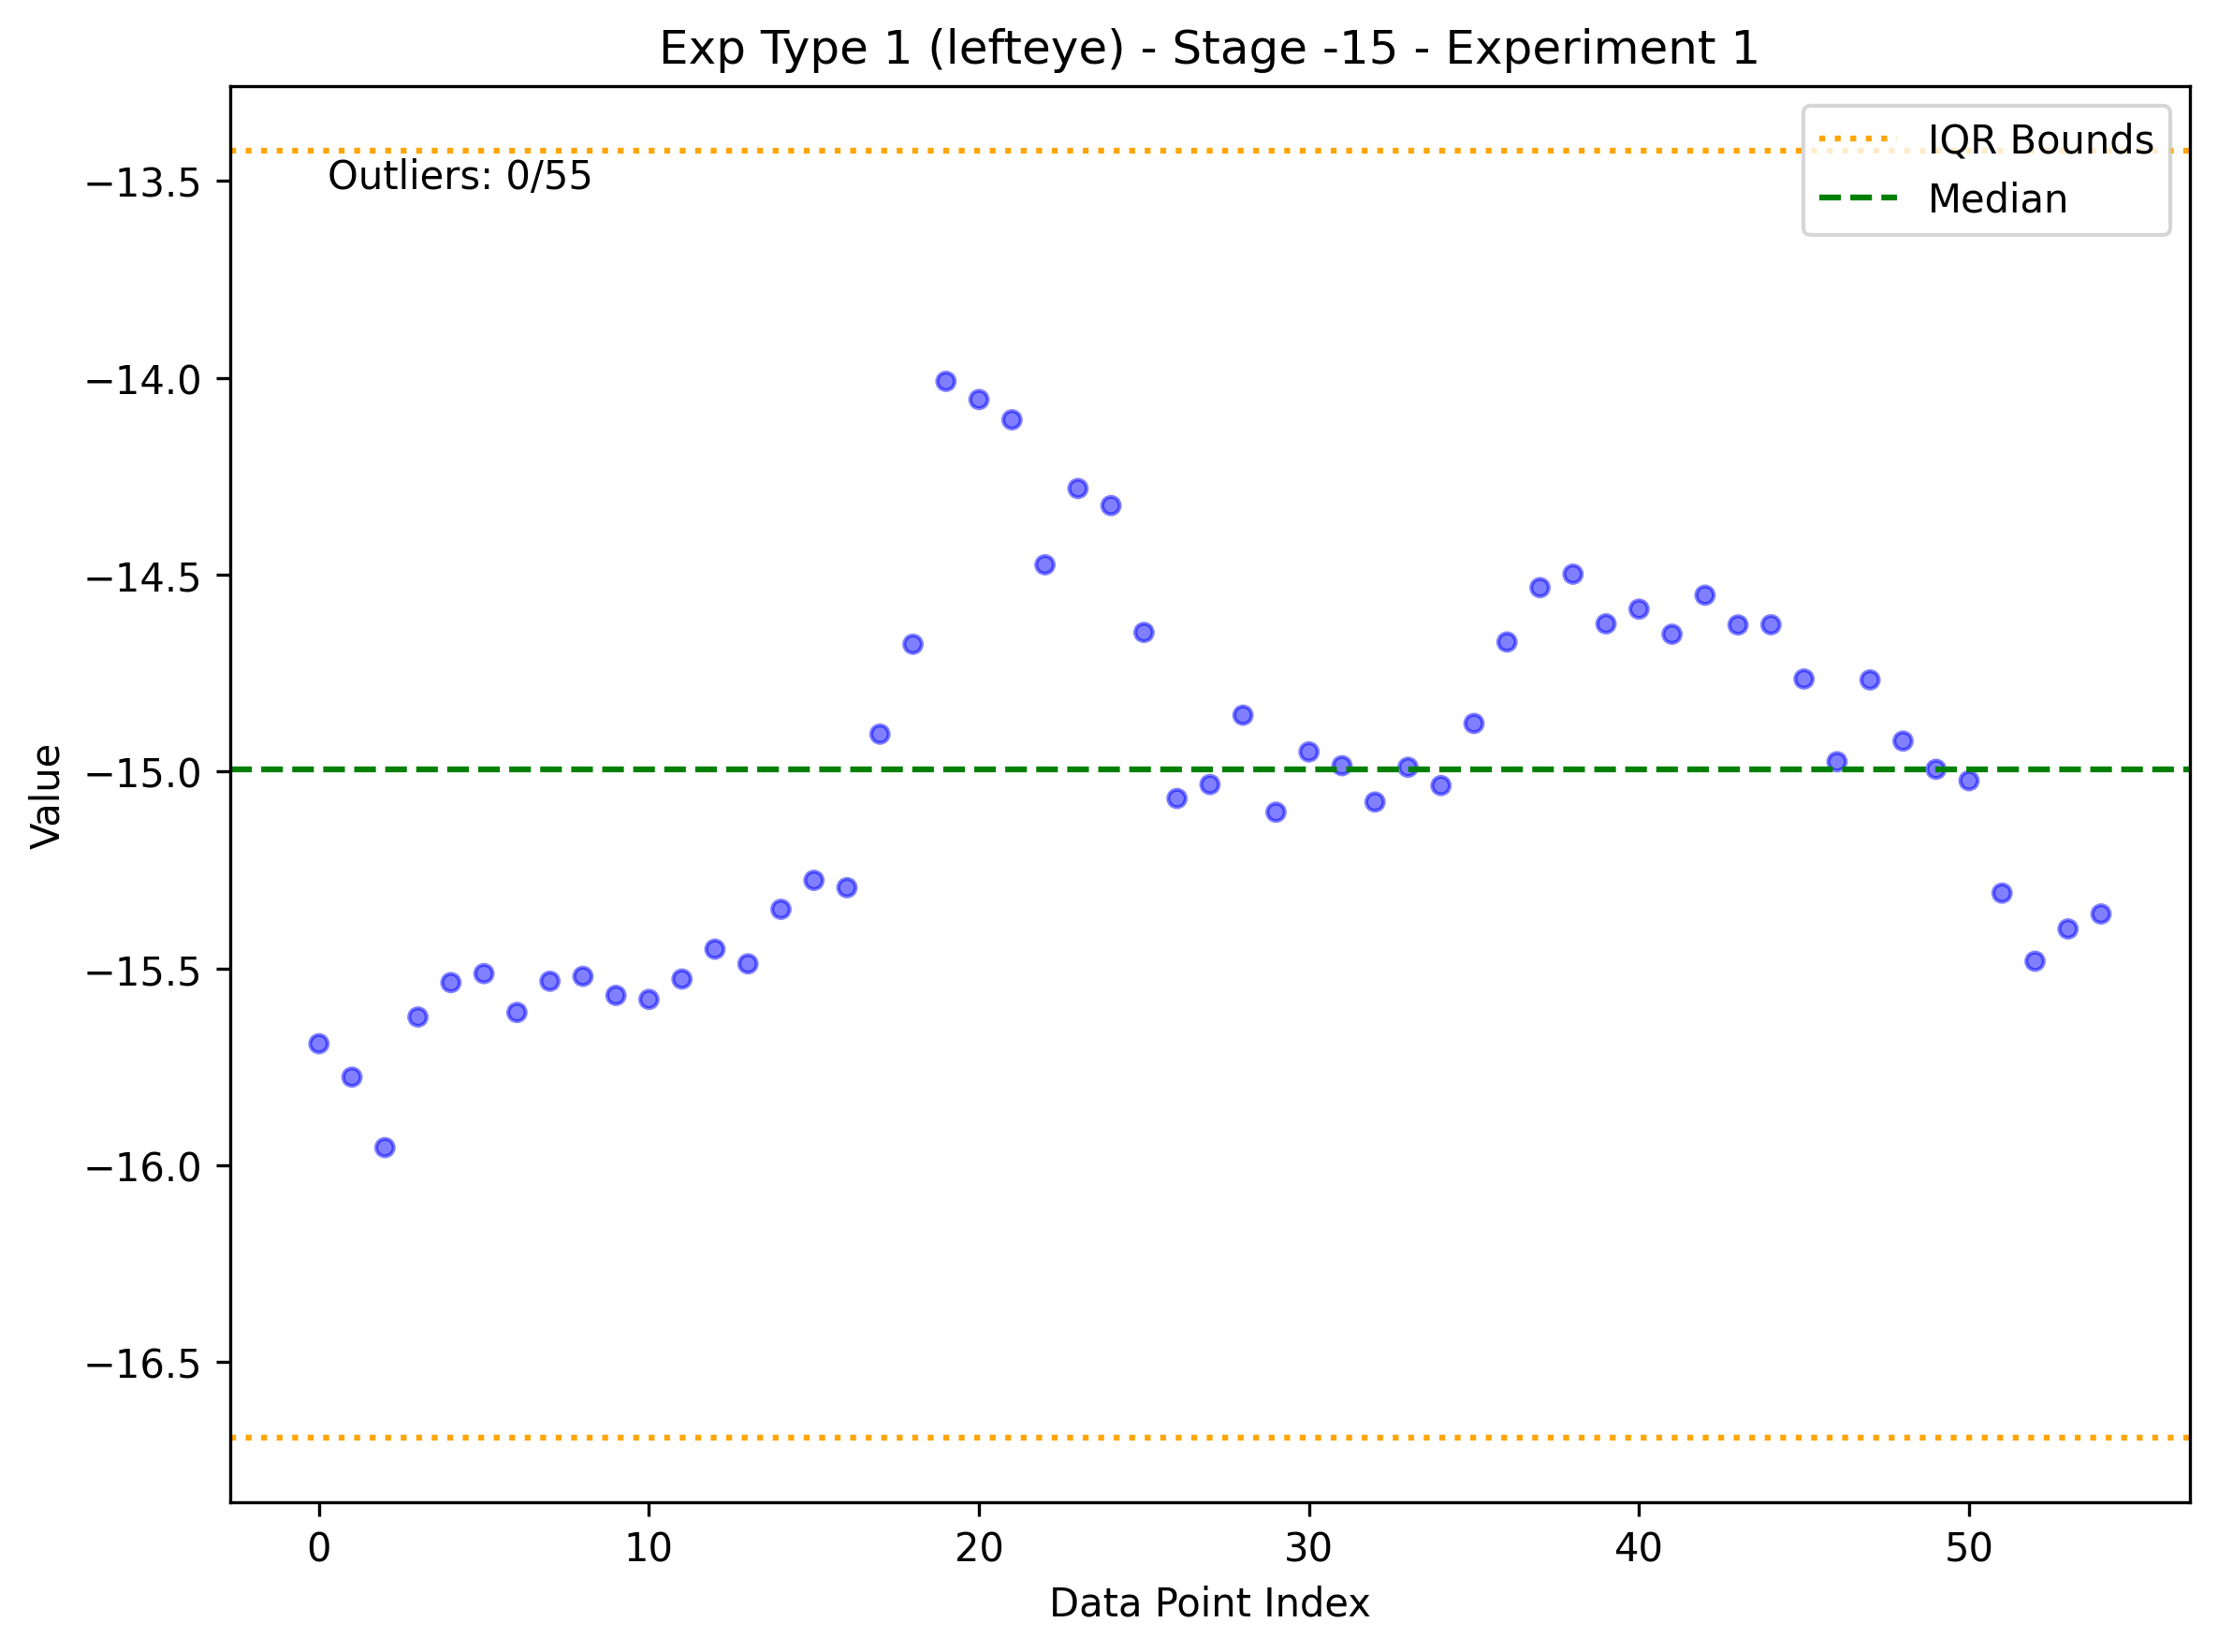 Exp Type 1 (lefteye) - Stage -15 - Experiment 1
IQR Bounds
Median
Outliers: 0/55
−13.5
−14.0
−14.5
−15.0
−15.5
−16.0
−16.5
Value
0 10 20 30 40 50
Data Point Index